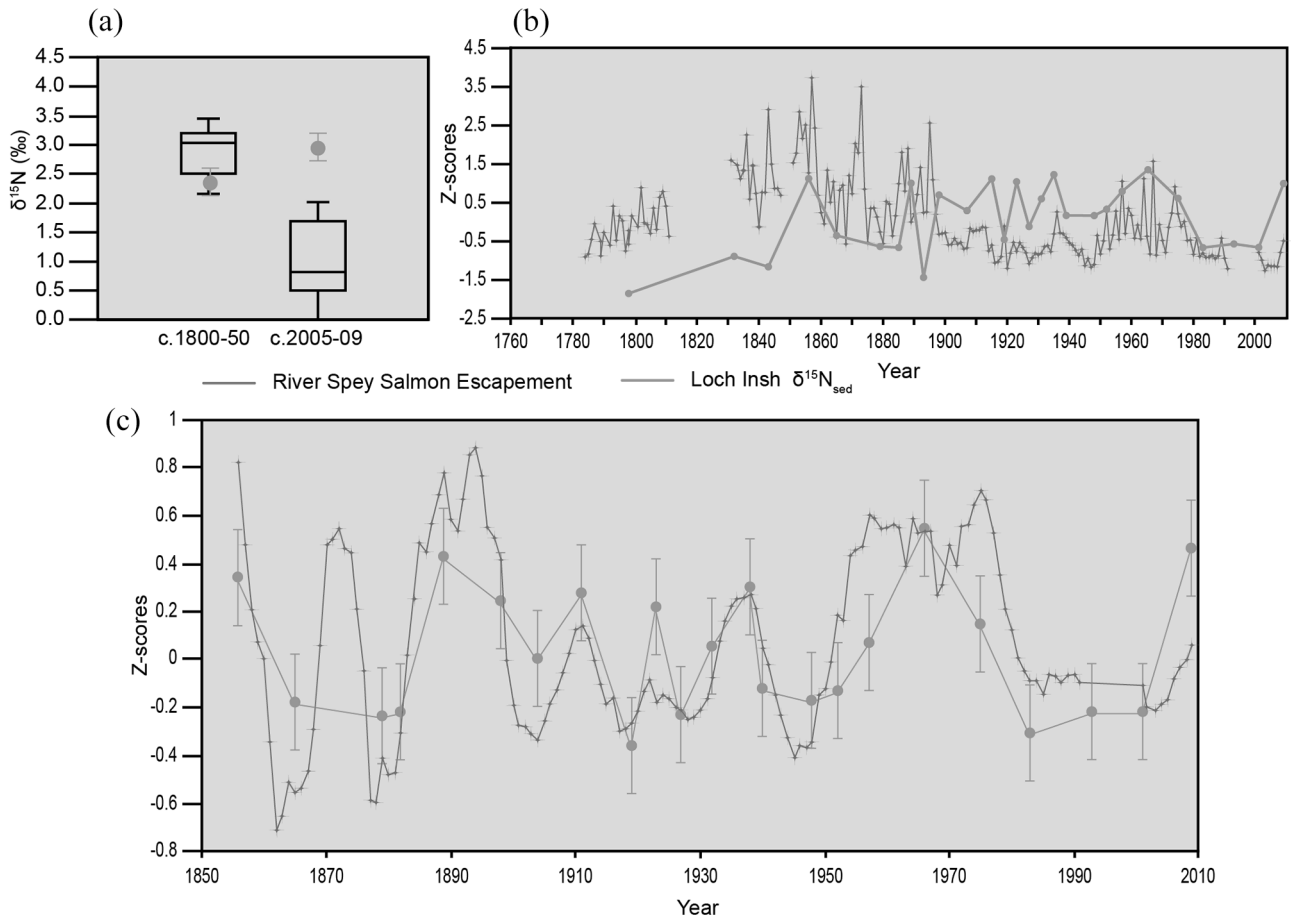 (a)
4.5
4.0
3.5
3.0
2.5
2.0
1.5
1.0
0.5
0.0
δ¹⁵N (‰)
c.1800-50 c.2005-09
(b)
4.5
3.5
2.5
1.5
0.5
-0.5
-1.5
-2.5
Z-scores
1760 1780 1800 1820 1840 1860 1880 1900 1920 1940 1960 1980 2000
Year
River Spey Salmon Escapement
Loch Insh δ¹⁵Nsed
(c)
1
0.8
0.6
0.4
0.2
0
-0.2
-0.4
-0.6
-0.8
Z-scores
1850 1870 1890 1910 1930 1950 1970 1990 2010
Year